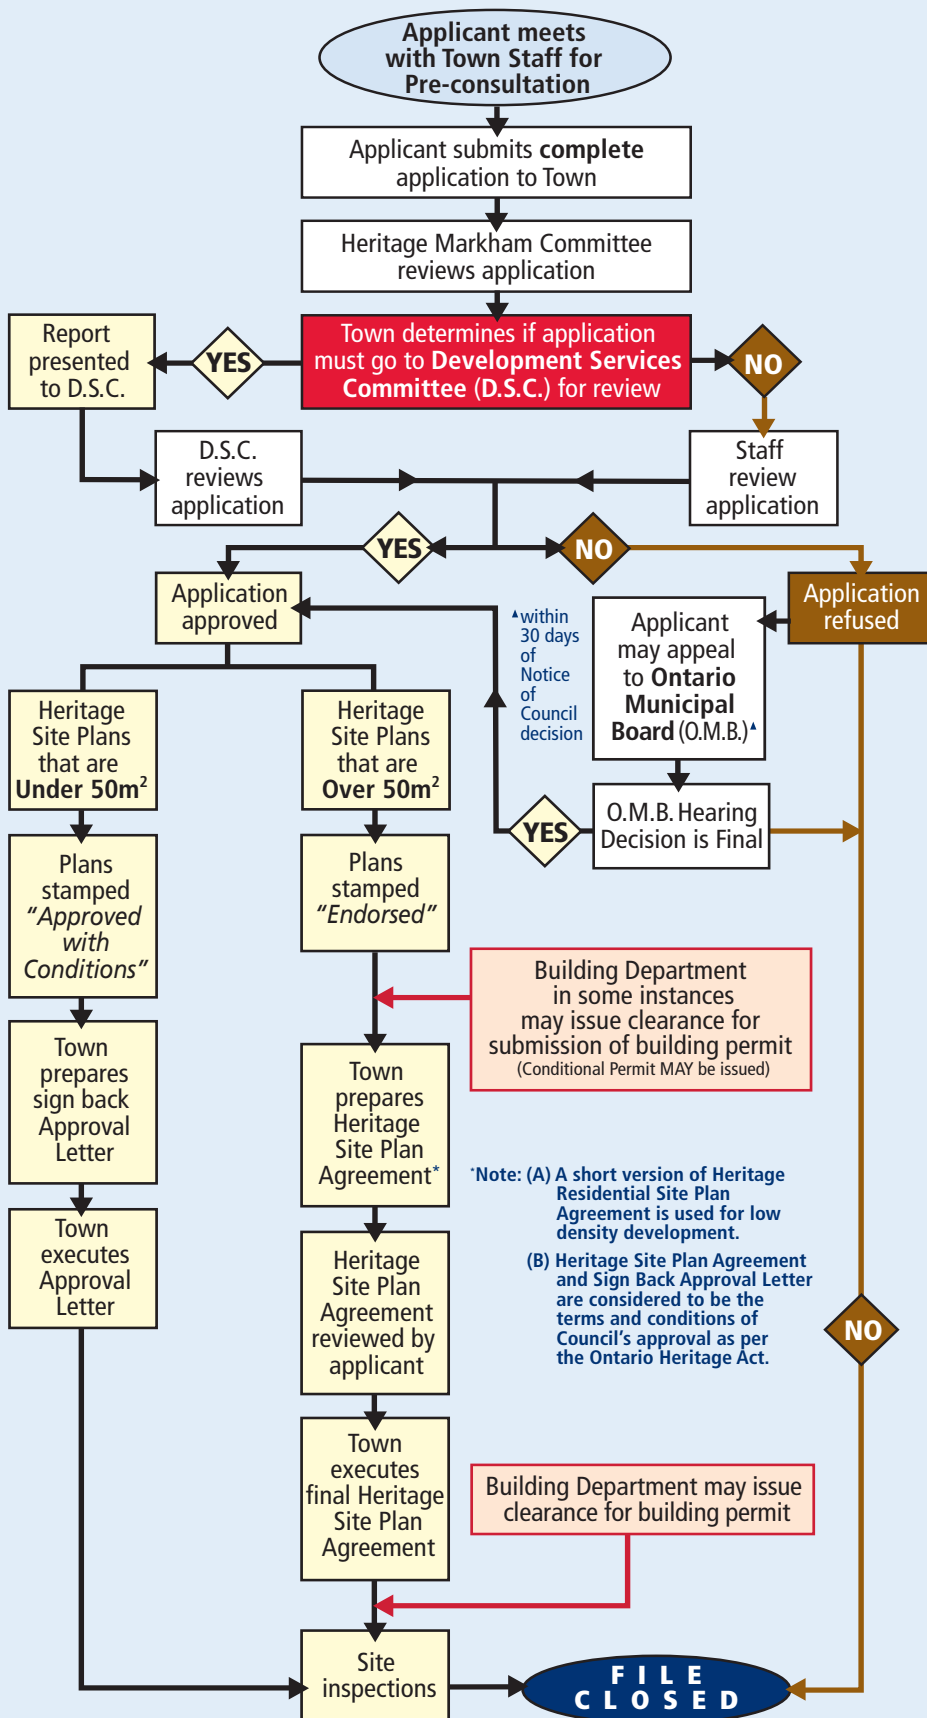 Applicant meets
with Town Staff for
Pre-consultation
Applicant submits complete
application to Town
Heritage Markham Committee
reviews application
Town determines if application
must go to Development Services
Committee (D.S.C.) for review
YES
NO
Report
presented
to D.S.C.
D.S.C.
reviews
application
Staff
review
application
YES
NO
Application
approved
Application
refused
▲within
30 days
of
Notice
of
Council
decision
Applicant
may appeal
to Ontario
Municipal
Board (O.M.B.)▲
O.M.B. Hearing
Decision is Final
YES
Heritage
Site Plans
that are
Under 50m²
Heritage
Site Plans
that are
Over 50m²
Plans
stamped
“Approved
with
Conditions”
Plans
stamped
“Endorsed”
Building Department
in some instances
may issue clearance for
submission of building permit
(Conditional Permit MAY be issued)
Town
prepares
sign back
Approval
Letter
Town
prepares
Heritage
Site Plan
Agreement*
*Note: (A) A short version of Heritage
Residential Site Plan
Agreement is used for low
density development.
(B) Heritage Site Plan Agreement
and Sign Back Approval Letter
are considered to be the
terms and conditions of
Council’s approval as per
the Ontario Heritage Act.
Town
executes
Approval
Letter
Heritage
Site Plan
Agreement
reviewed by
applicant
NO
Town
executes
final Heritage
Site Plan
Agreement
Building Department may issue
clearance for building permit
Site
inspections
FILE
CLOSED